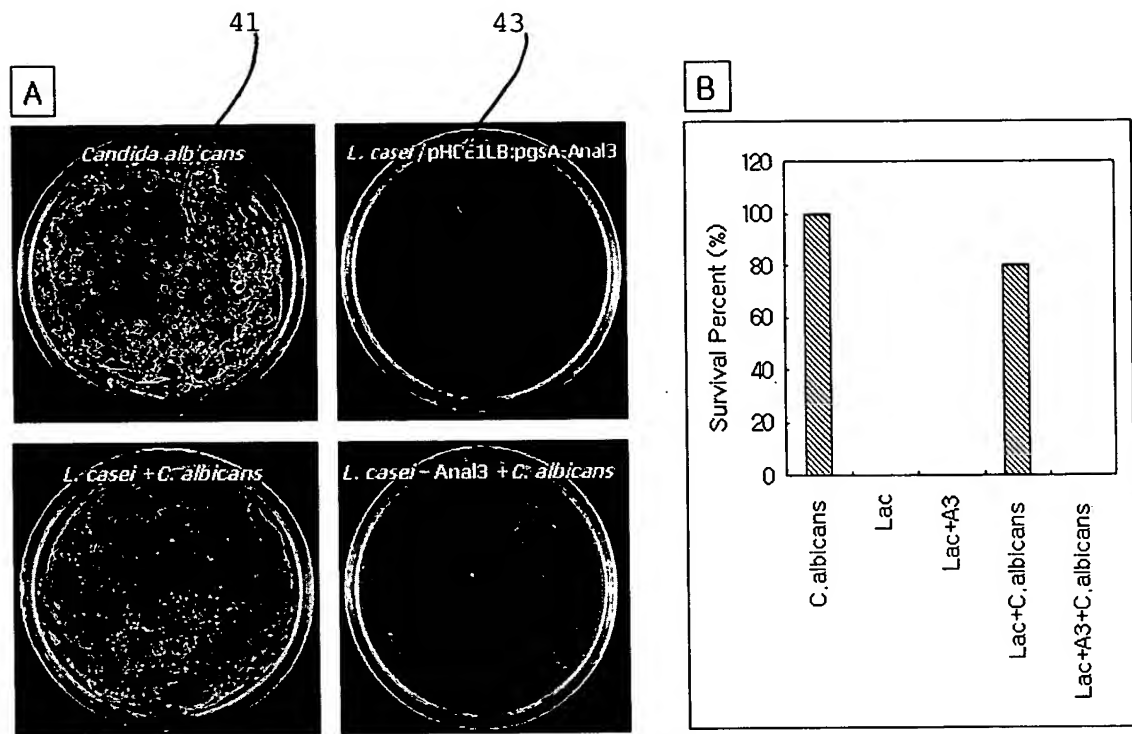 41
43
A
Candida albicans
L. casei/pHCE1LB:pgsA-Anal3
L. casei + C. albicans
L. casei - Anal3 + C. albicans
B
Survival Percent (%)
120
100
80
60
40
20
0
C.albicans
Lac
Lac+A3
Lac+C.albicans
Lac+A3+C.albicans